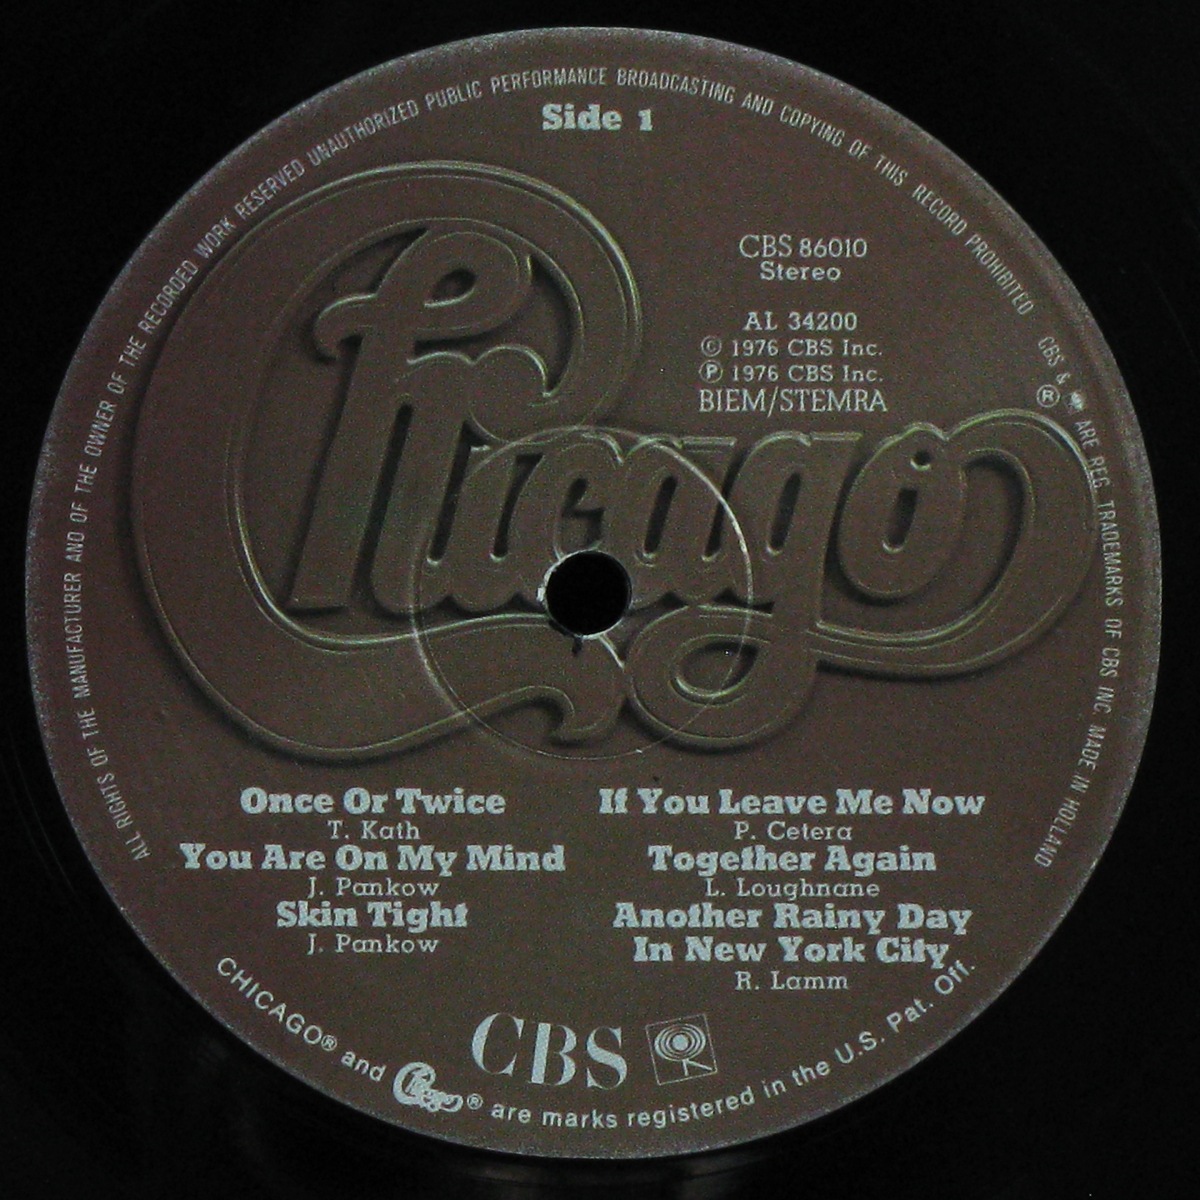 ALL RIGHTS OF THE MANUFACTURER AND OF THE OWNER OF THE RECORDED WORK RESERVED UNAUTHORIZED PUBLIC PERFORMANCE BROADCASTING AND COPYING OF THIS RECORD PROHIBITED CBS & ® ARE REG. TRADEMARKS OF CBS INC. MADE IN HOLLAND
Side 1
Chicago
CBS 86010
Stereo
AL 34200
© 1976 CBS Inc.
℗ 1976 CBS Inc.
BIEM/STEMRA
Once Or Twice
T. Kath
You Are On My Mind
J. Pankow
Skin Tight
J. Pankow
If You Leave Me Now
P. Cetera
Together Again
L. Loughnane
Another Rainy Day
In New York City
R. Lamm
CBS
CHICAGO® and Chicago® are marks registered in the U.S. Pat. Off.